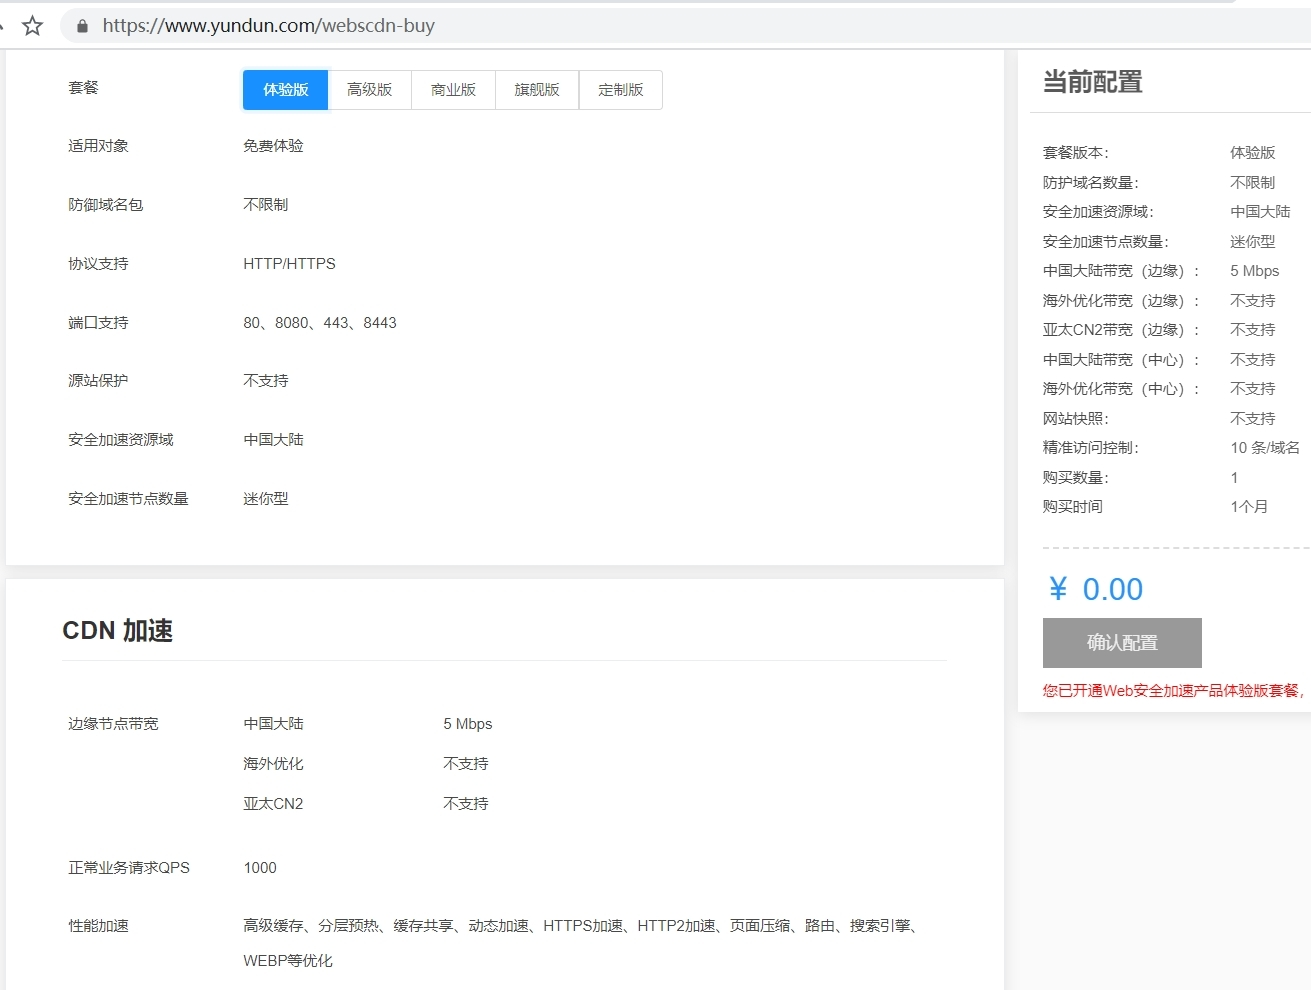 https://www.yundun.com/webscdn-buy
套餐 体验版 高级版 商业版 旗舰版 定制版
适用对象 免费体验
防御域名包 不限制
协议支持 HTTP/HTTPS
端口支持 80、8080、443、8443
源站保护 不支持
安全加速资源域 中国大陆
安全加速节点数量 迷你型
CDN 加速
边缘节点带宽 中国大陆 5 Mbps
海外优化 不支持
亚太CN2 不支持
正常业务请求QPS 1000
性能加速 高级缓存、分层预热、缓存共享、动态加速、HTTPS加速、HTTP2加速、页面压缩、路由、搜索引擎、
WEBP等优化
当前配置
套餐版本： 体验版
防护域名数量： 不限制
安全加速资源域： 中国大陆
安全加速节点数量： 迷你型
中国大陆带宽（边缘）： 5 Mbps
海外优化带宽（边缘）： 不支持
亚太CN2带宽（边缘）： 不支持
中国大陆带宽（中心）： 不支持
海外优化带宽（中心）： 不支持
网站快照： 不支持
精准访问控制： 10 条/域名
购买数量： 1
购买时间 1个月
¥ 0.00
确认配置
您已开通Web安全加速产品体验版套餐，